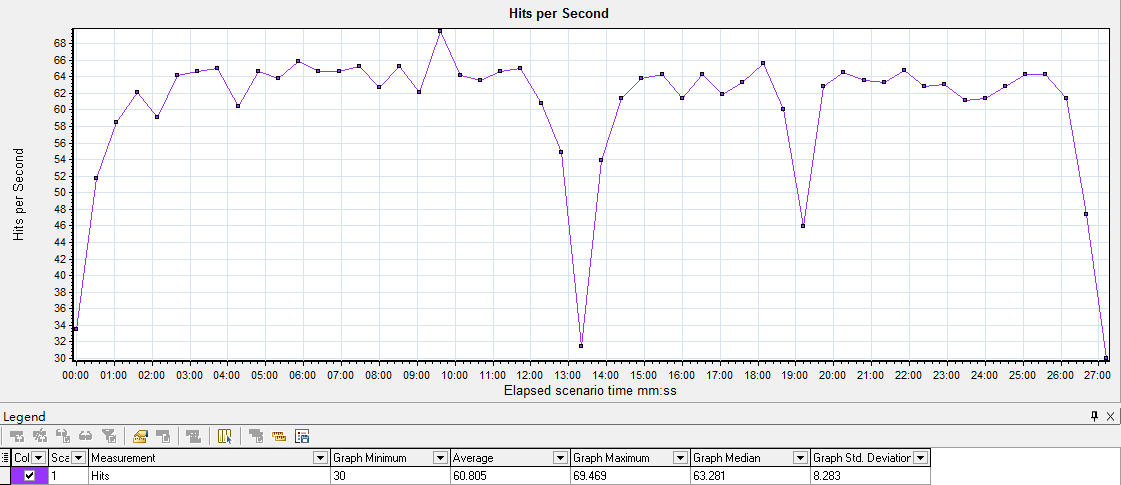 Hits per Second
68
66
64
62
60
58
56
54
52
50
48
46
44
42
40
38
36
34
32
30
Hits per Second
00:00 01:00 02:00 03:00 04:00 05:00 06:00 07:00 08:00 09:00 10:00 11:00 12:00 13:00 14:00 15:00 16:00 17:00 18:00 19:00 20:00 21:00 22:00 23:00 24:00 25:00 26:00 27:00
Elapsed scenario time mm:ss
Legend
Col Sca Measurement Graph Minimum Average Graph Maximum Graph Median Graph Std. Deviation
1 Hits 30 60.805 69.469 63.281 8.283